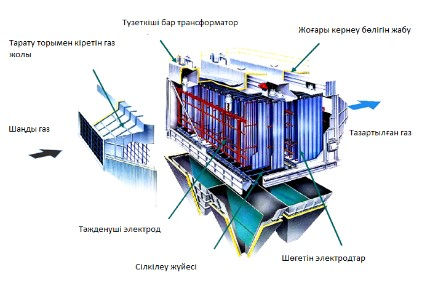 Түзеткіші бар трансформатор
Жоғары кернеу бөлігін жабу
Тарату торымен кіретін газ
жолы
Шаңды газ
Тазартылған газ
Тәжденуші электрод
Сілкілеу жүйесі
Шөгетін электродтар